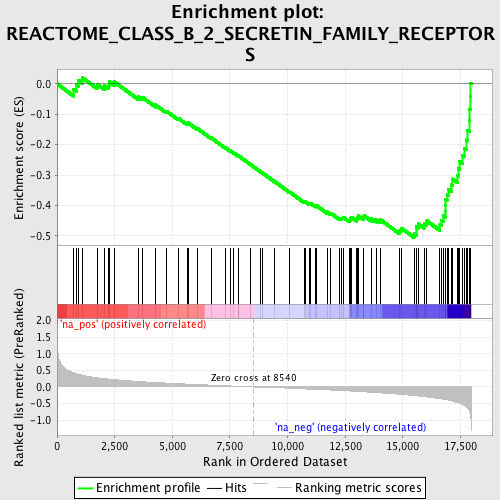 Enrichment plot:
REACTOME_CLASS_B_2_SECRETIN_FAMILY_RECEPTOR
S
Enrichment score (ES)
0.0
-0.1
-0.2
-0.3
-0.4
-0.5
'na_pos' (positively correlated)
Ranked list metric (PreRanked)
2.0
1.5
1.0
0.5
0.0
-0.5
-1.0
Zero cross at 8540
'na_neg' (negatively correlated)
0
2,500
5,000
7,500
10,000
12,500
15,000
17,500
Rank in Ordered Dataset
Enrichment profile
Hits
Ranking metric scores